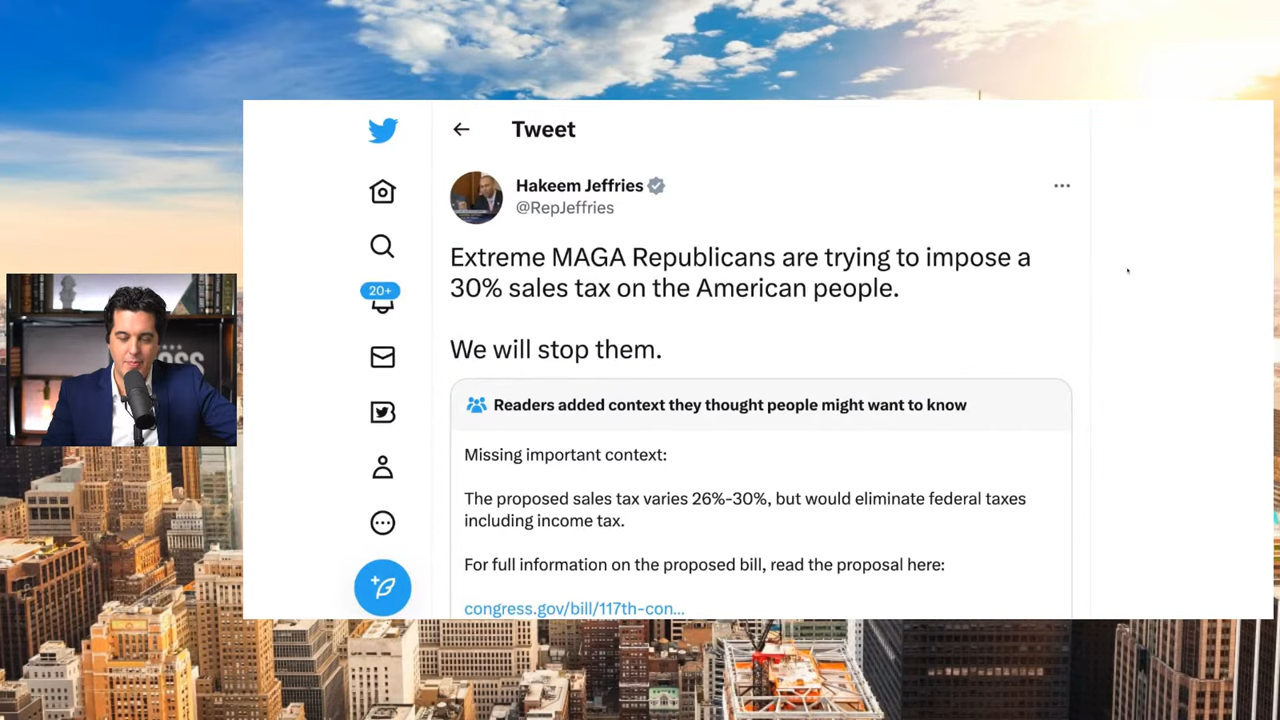 Tweet
Hakeem Jeffries
@RepJeffries
Extreme MAGA Republicans are trying to impose a
30% sales tax on the American people.
We will stop them.
20+
Readers added context they thought people might want to know
Missing important context:
The proposed sales tax varies 26%-30%, but would eliminate federal taxes
including income tax.
For full information on the proposed bill, read the proposal here:
congress.gov/bill/117th-con...